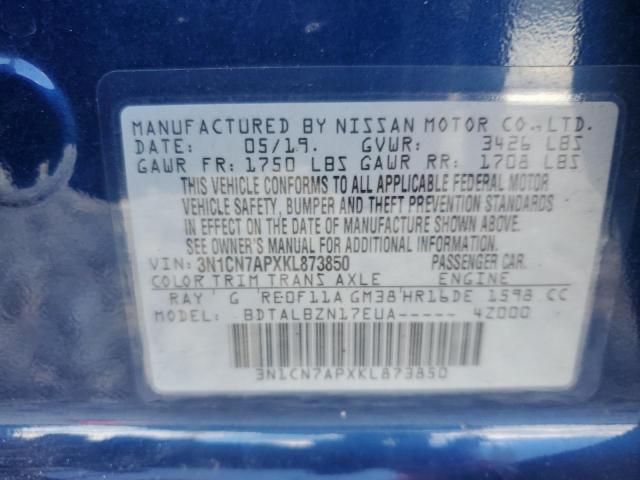 MANUFACTURED BY NISSAN MOTOR CO., LTD.
DATE: 05/19. GVWR: 3426 LBS
GAWR FR: 1750 LBS GAWR RR: 1708 LBS
THIS VEHICLE CONFORMS TO ALL APPLICABLE FEDERAL MOTOR
VEHICLE SAFETY, BUMPER AND THEFT PREVENTION STANDARDS
IN EFFECT ON THE DATE OF MANUFACTURE SHOWN ABOVE.
SEE OWNER'S MANUAL FOR ADDITIONAL INFORMATION.
VIN: 3N1CN7APXKL873850 PASSENGER CAR.
COLOR TRIM TRANS AXLE ENGINE
RAY G RE0F11A GM38 HR16DE 1598 CC
BDTALBZN17EUA----- 4Z000
3N1CN7APXKL873850